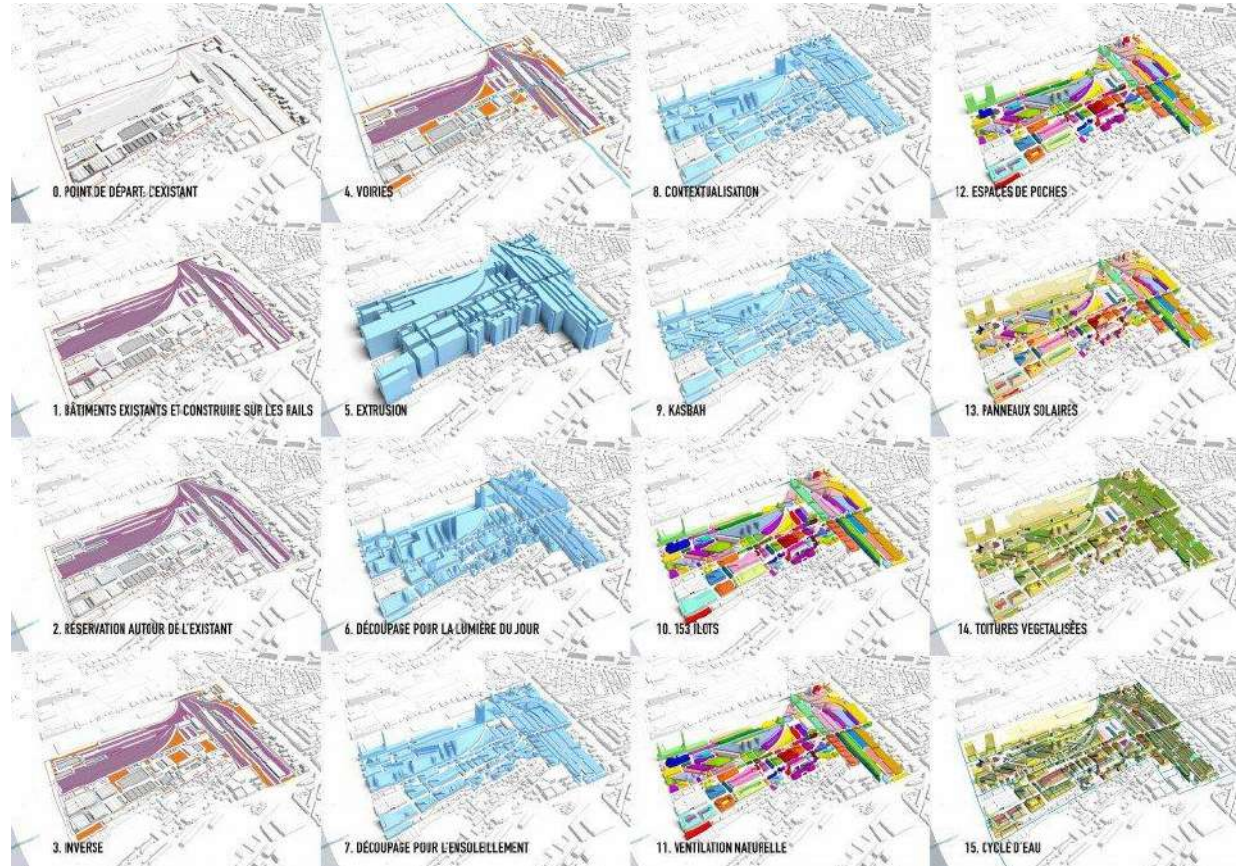 0. POINT DE DÉPART: L'EXISTANT
1. BÂTIMENTS EXISTANTS ET CONSTRUIRE SUR LES RAILS
2. RÉSERVATION AUTOUR DE L'EXISTANT
3. INVERSE
4. VOIRIES
5. EXTRUSION
6. DÉCOUPAGE POUR LA LUMIÈRE DU JOUR
7. DÉCOUPAGE POUR L'ENSOLEILLEMENT
8. CONTEXTUALISATION
9. KASBAH
10. 153 ILOTS
11. VENTILATION NATURELLE
12. ESPACES DE POCHES
13. PANNEAUX SOLAIRES
14. TOITURES VEGETALISÉES
15. CYCLE D'EAU